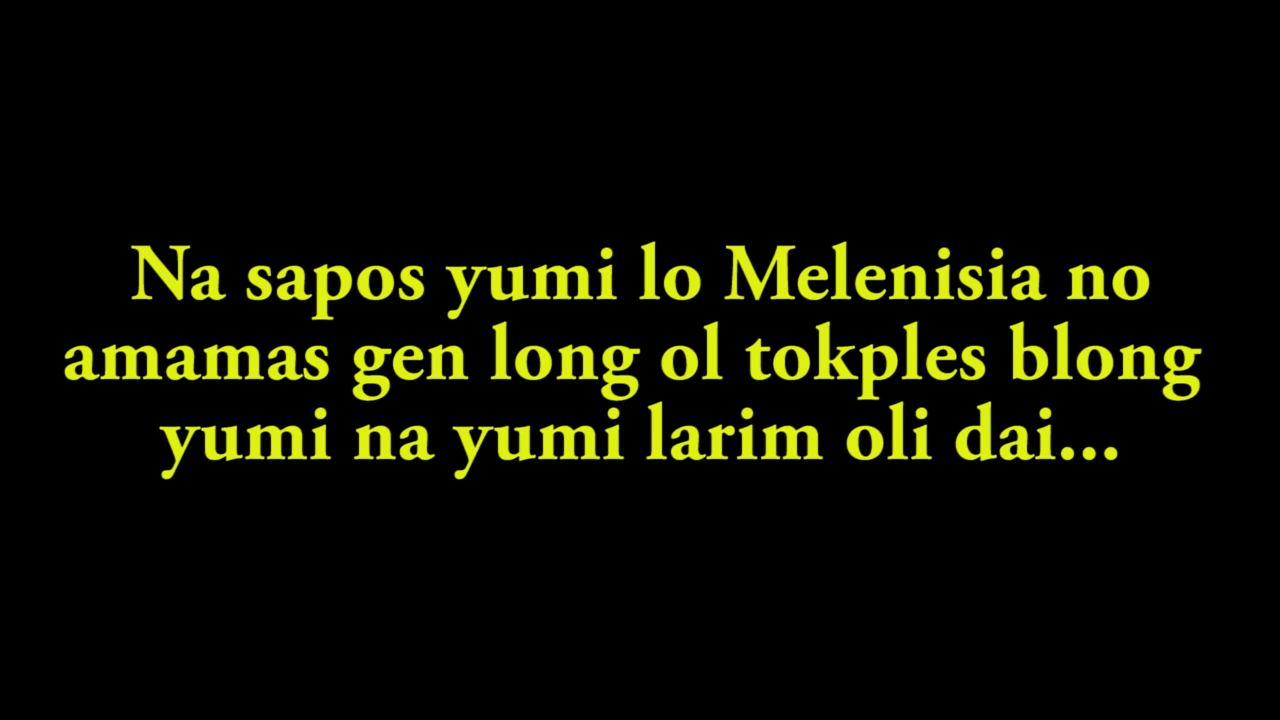 Na sapos yumi lo Melenisia no
amamas gen long ol tokples blong
yumi na yumi larim oli dai...